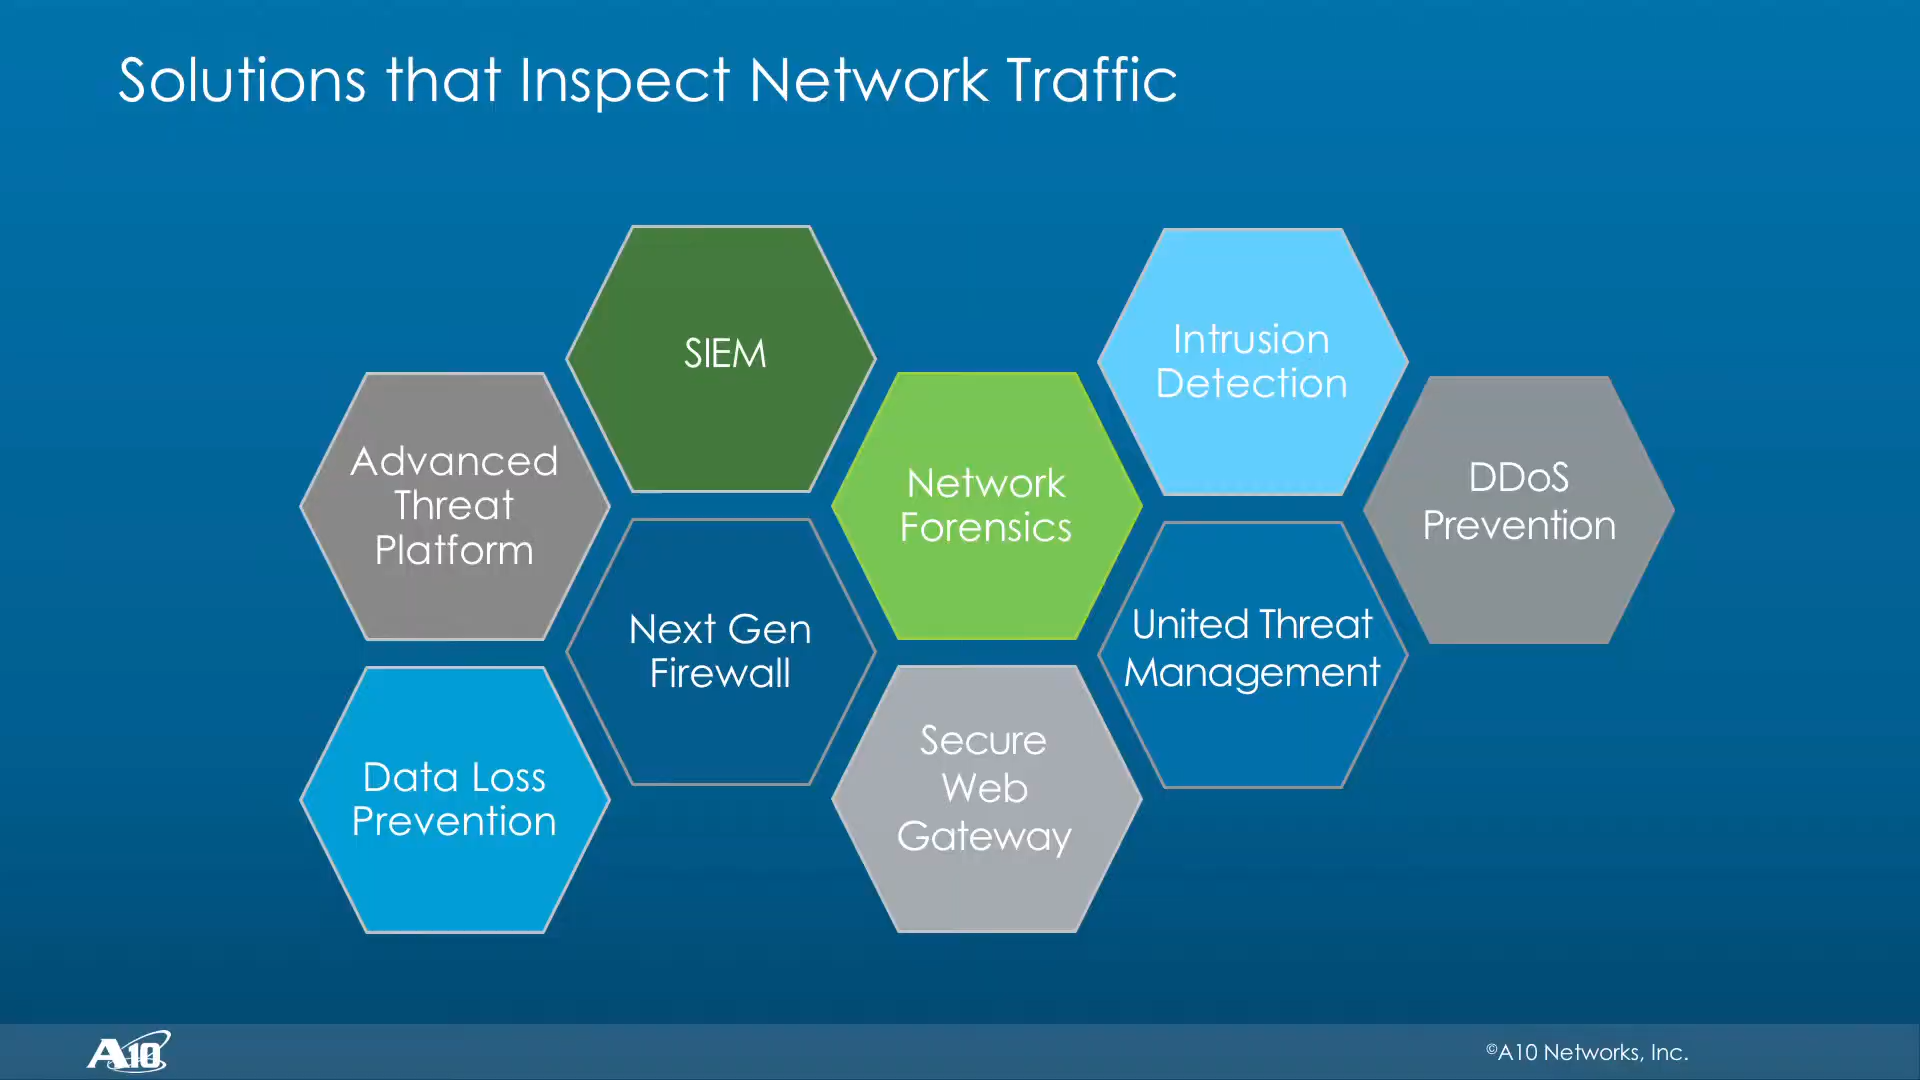 Solutions that Inspect Network Traffic
SIEM
Intrusion
Detection
Advanced
Threat
Platform
Network
Forensics
DDoS
Prevention
Next Gen
Firewall
United Threat
Management
Data Loss
Prevention
Secure
Web
Gateway
A10
©A10 Networks, Inc.